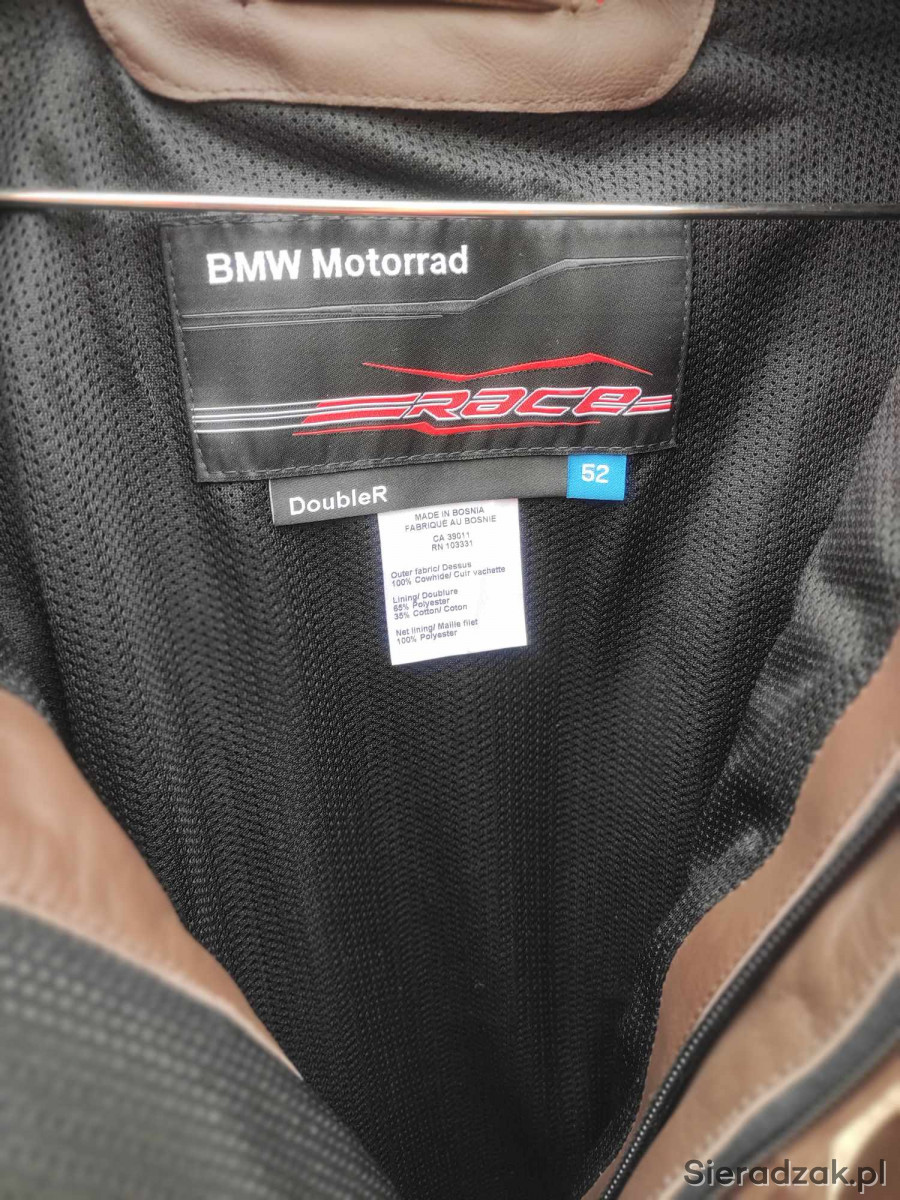 BMW Motorrad
RACE
DoubleR
52
MADE IN BOSNIA
FABRIQUÉ AU BOSNIE
CA 39011
RN 103331
Outer fabric/ Dessus
100% Cowhide/ Cuir vachette
Lining/ Doublure
65% Polyester
35% Cotton/ Coton
Net lining/ Maille filet
100% Polyester
Sieradzak.pl